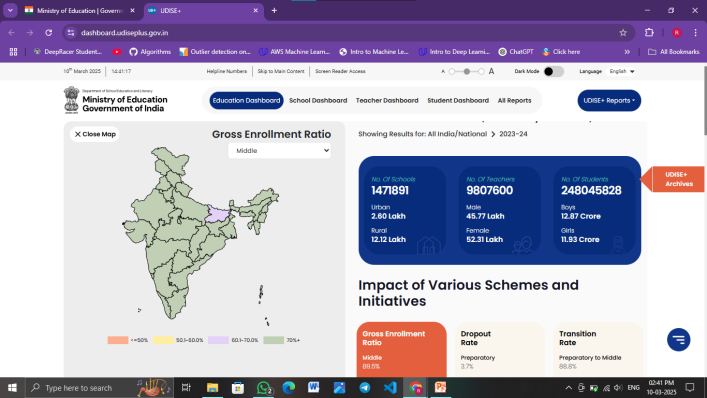 Ministry of Education | Governm
UDISE+
dashboard.udiseplus.gov.in
DeepRacer Student...
Algorithms
Outlier detection on...
AWS Machine Learn...
Intro to Machine Le...
Intro to Deep Learni...
ChatGPT
Click here
All Bookmarks
10th March 2025 | 14:41:17
Helpline Numbers | Skip to Main Content | Screen Reader Access
A A
Dark Mode
Language English
Department of School Education and Literacy
Ministry of Education
Government of India
Education Dashboard School Dashboard Teacher Dashboard Student Dashboard All Reports
UDISE+ Reports
X Close Map
Gross Enrollment Ratio
Middle
<=50% 50.1-60.0% 60.1-70.0% 70%+
Showing Results for: All India/National > 2023-24
No. Of Schools
1471891
Urban
2.60 Lakh
Rural
12.12 Lakh
No. Of Teachers
9807600
Male
45.77 Lakh
Female
52.31 Lakh
No. Of Students
248045828
Boys
12.87 Crore
Girls
11.93 Crore
UDISE+
Archives
Impact of Various Schemes and
Initiatives
Gross Enrollment
Ratio
Middle
89.5%
Dropout
Rate
Preparatory
3.7%
Transition
Rate
Preparatory to Middle
88.8%
Type here to search
2
ENG
02:41 PM
10-03-2025